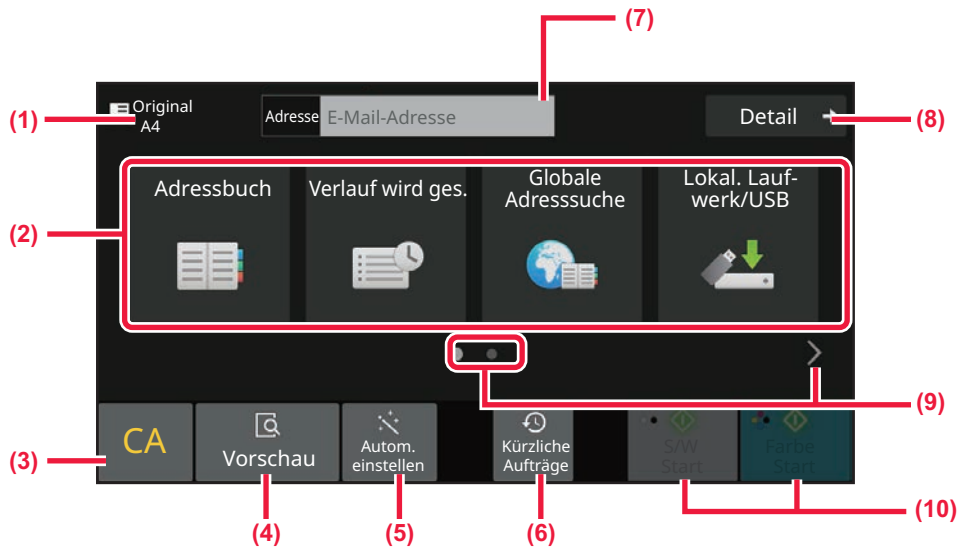 (7)
(1)
Original
A4
Adresse E-Mail-Adresse
Detail
(8)
(2)
Adressbuch
Verlauf wird ges.
Globale
Adresssuche
Lokal. Lauf-
werk/USB
(9)
(3)
CA
Vorschau
Autom.
einstellen
Kürzliche
Aufträge
S/W
Start
Farbe
Start
(4)
(5)
(6)
(10)